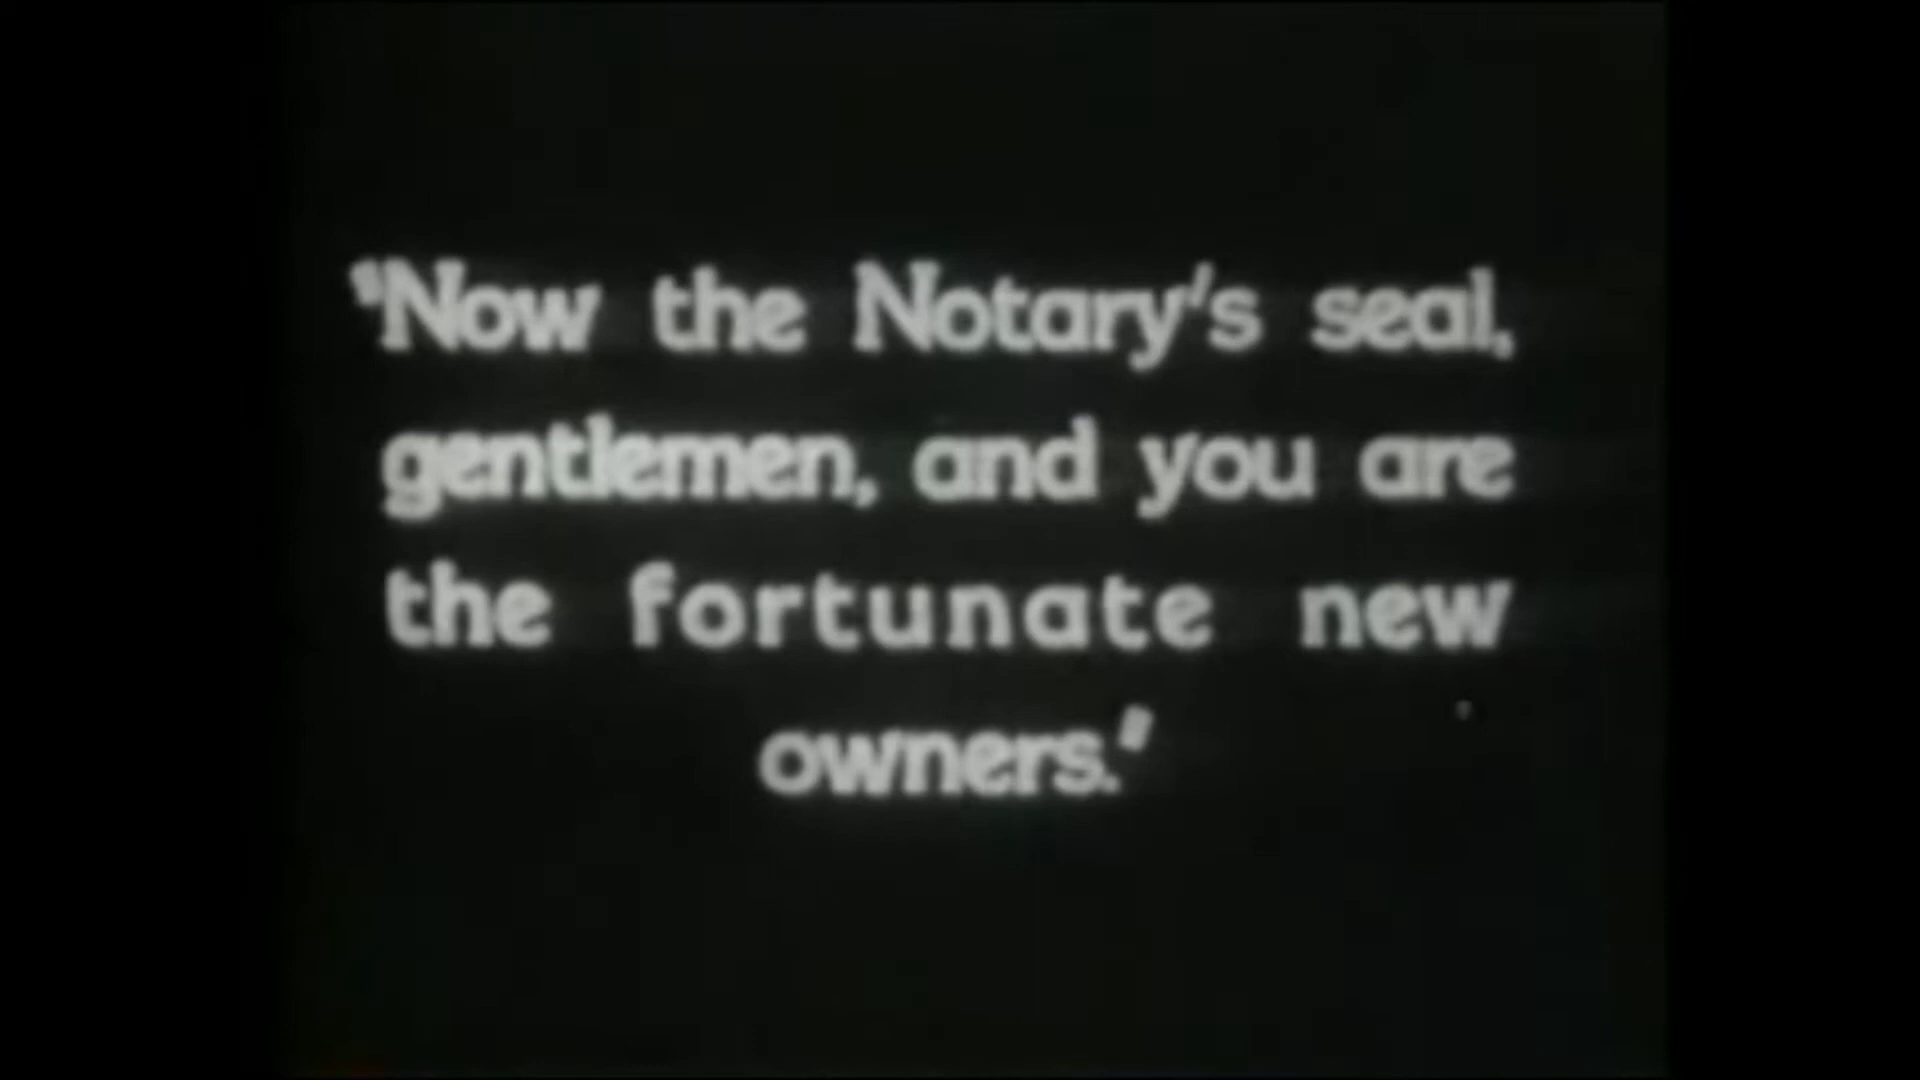 "Now the Notary's seal,
gentlemen, and you are
the fortunate new
owners."